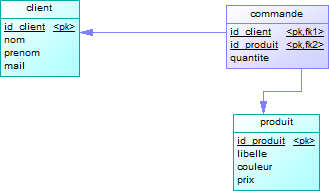 client
id_client <pk>
nom
prenom
mail
commande
id_client <pk,fk1>
id_produit <pk,fk2>
quantite
produit
id_produit <pk>
libelle
couleur
prix